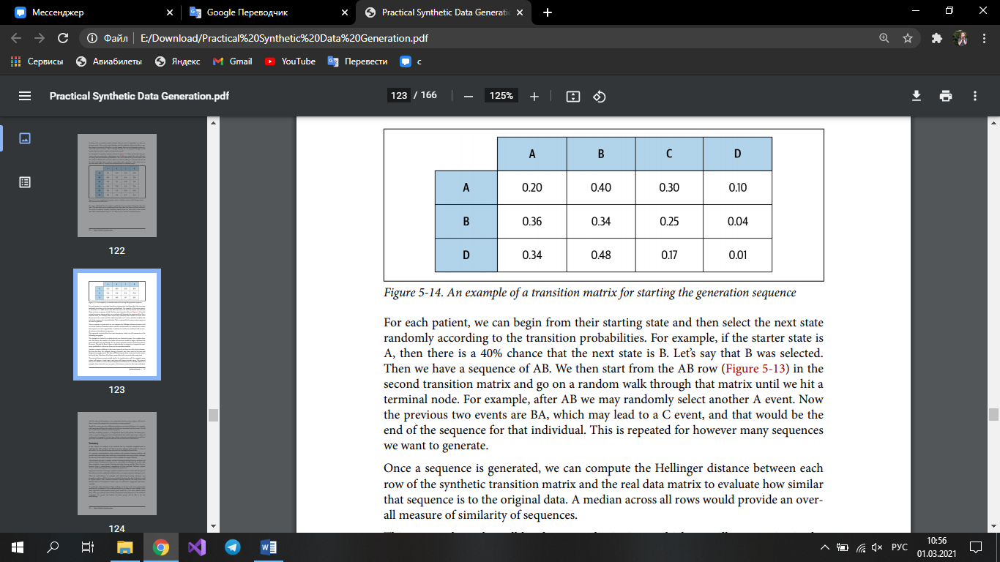 Мессенджер
Google Переводчик
Practical Synthetic Data Generati
Файл
E:/Download/Practical%20Synthetic%20Data%20Generation.pdf
Сервисы
Авиабилеты
Яндекс
Gmail
YouTube
Перевести
с
Practical Synthetic Data Generation.pdf
123 / 166
125%
122
123
124
A B C D
A 0.20 0.40 0.30 0.10
B 0.36 0.34 0.25 0.04
D 0.34 0.48 0.17 0.01
Figure 5-14. An example of a transition matrix for starting the generation sequence
For each patient, we can begin from their starting state and then select the next state
randomly according to the transition probabilities. For example, if the starter state is
A, then there is a 40% chance that the next state is B. Let’s say that B was selected.
Then we have a sequence of AB. We then start from the AB row (Figure 5-13) in the
second transition matrix and go on a random walk through that matrix until we hit a
terminal node. For example, after AB we may randomly select another A event. Now
the previous two events are BA, which may lead to a C event, and that would be the
end of the sequence for that individual. This is repeated for however many sequences
we want to generate.
Once a sequence is generated, we can compute the Hellinger distance between each
row of the synthetic transition matrix and the real data matrix to evaluate how similar
that sequence is to the original data. A median across all rows would provide an over-
all measure of similarity of sequences.
РУС
10:56
01.03.2021